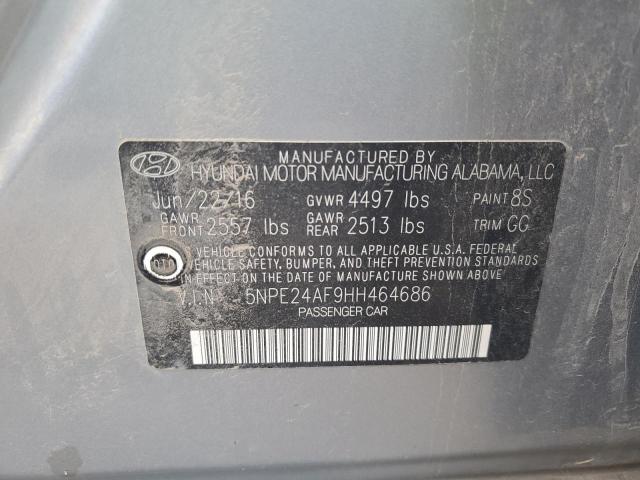 MANUFACTURED BY
HYUNDAI MOTOR MANUFACTURING ALABAMA, LLC
Jun/22/16 GVWR 4497 lbs PAINT 8S
GAWR FRONT 2557 lbs GAWR REAR 2513 lbs TRIM GG
VEHICLE CONFORMS TO ALL APPLICABLE U.S.A. FEDERAL
VEHICLE SAFETY, BUMPER, AND THEFT PREVENTION STANDARDS
IN EFFECT ON THE DATE OF MANUFACTURE SHOWN ABOVE.
V.I.N 5NPE24AF9HH464686
PASSENGER CAR